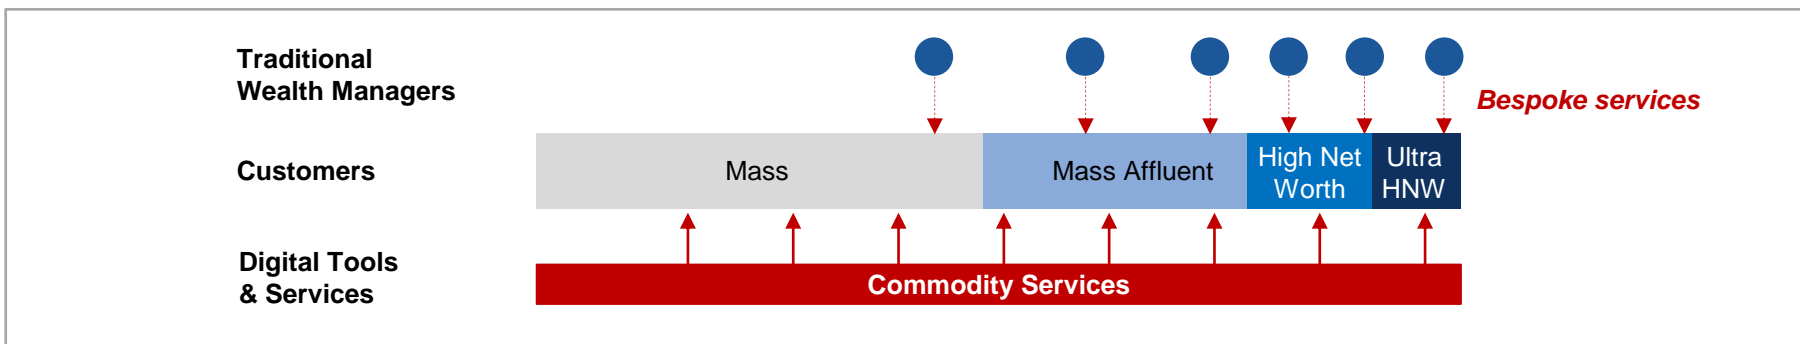 Traditional
Wealth Managers
Bespoke services
Customers
Mass
Mass Affluent
High Net
Worth
Ultra
HNW
Digital Tools
& Services
Commodity Services